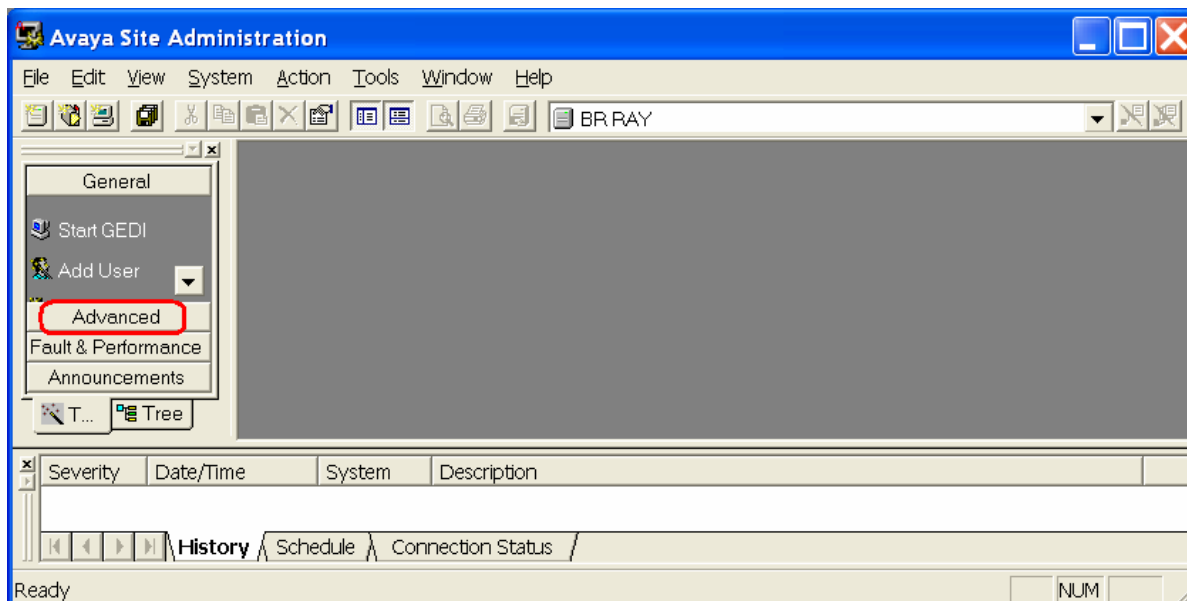 Avaya Site Administration
File Edit View System Action Tools Window Help
BR RAY
General
Start GEDI
Add User
Advanced
Fault & Performance
Announcements
T... Tree
Severity Date/Time System Description
History Schedule Connection Status
Ready NUM